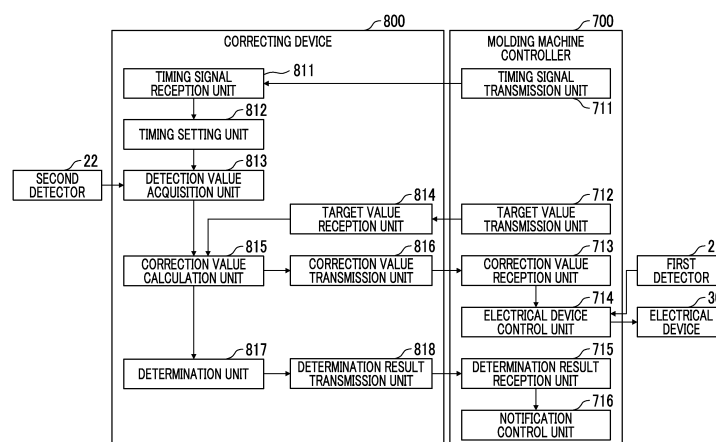 800
700
CORRECTING DEVICE
MOLDING MACHINE
CONTROLLER
811
TIMING SIGNAL
RECEPTION UNIT
TIMING SIGNAL
TRANSMISSION UNIT
711
812
TIMING SETTING UNIT
22
SECOND
DETECTOR
813
DETECTION VALUE
ACQUISITION UNIT
814
TARGET VALUE
RECEPTION UNIT
712
TARGET VALUE
TRANSMISSION UNIT
815
CORRECTION VALUE
CALCULATION UNIT
816
CORRECTION VALUE
TRANSMISSION UNIT
713
CORRECTION VALUE
RECEPTION UNIT
FIRST
DETECTOR
714
ELECTRICAL DEVICE
CONTROL UNIT
ELECTRICAL
DEVICE
817
DETERMINATION UNIT
818
DETERMINATION RESULT
TRANSMISSION UNIT
715
DETERMINATION RESULT
RECEPTION UNIT
716
NOTIFICATION
CONTROL UNIT